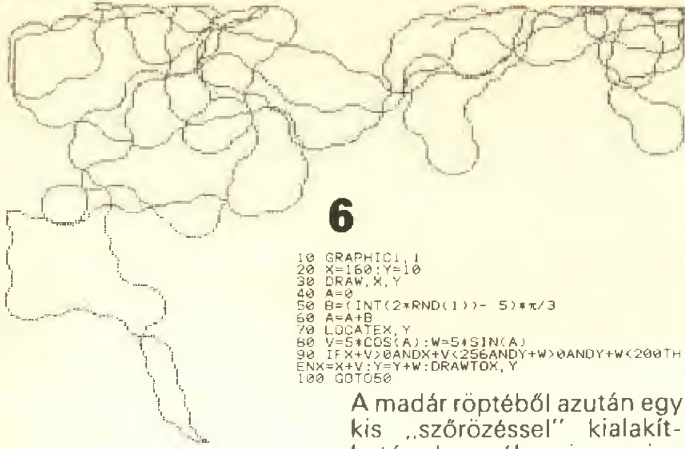 6
10 GRAPHIC1,1
20 X=160:Y=10
30 DRAW,X,Y
40 A=0
50 B=(INT(2*RND(1))-.5)*π/3
60 A=A+B
70 LOCATEX,Y
80 V=5*COS(A):W=5*SIN(A)
90 IFX+V>0ANDX+V<256ANDY+W>0ANDY+W<200TH
ENX=X+V:Y=Y+W:DRAWTOX,Y
100 GOTO50
A madár röptéből azután egy
kis „szőrözéssel" kialakít-